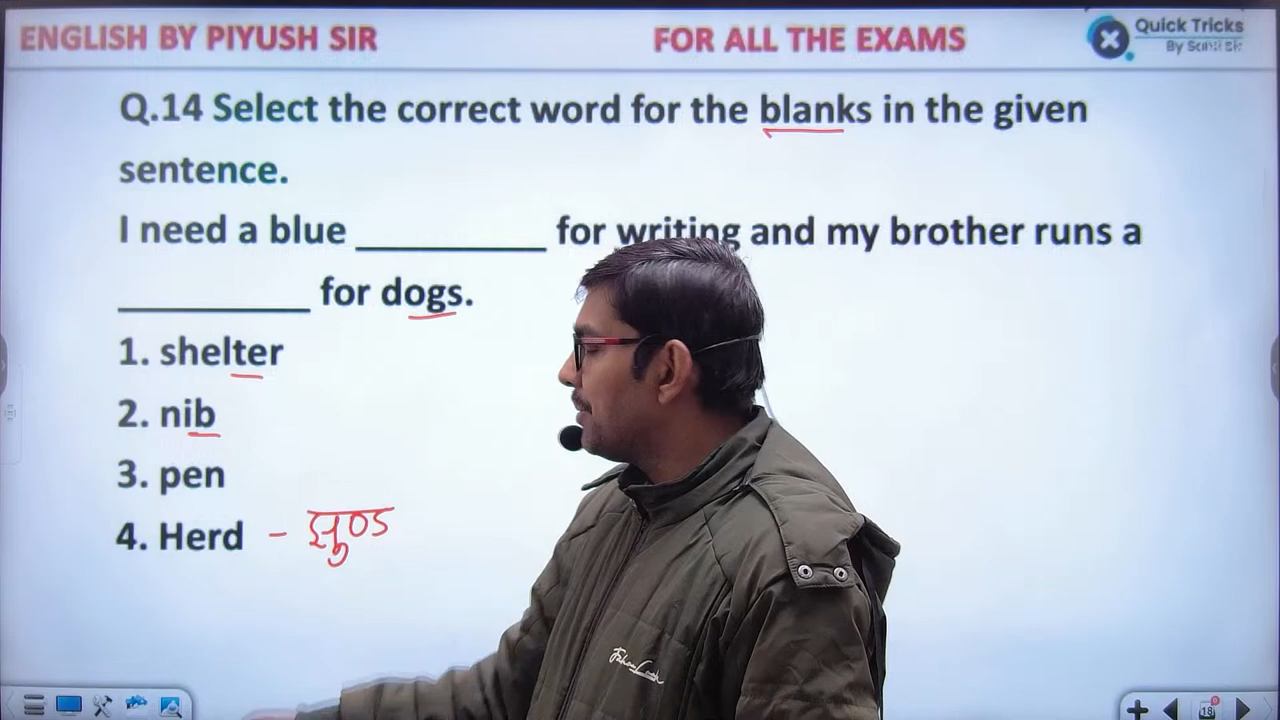 ENGLISH BY PIYUSH SIR
FOR ALL THE EXAMS
Quick Tricks
Q.14 Select the correct word for the blanks in the given
sentence.
I need a blue __________ for writing and my brother runs a
__________ for dogs.
1. shelter
2. nib
3. pen
4. Herd - झुण्ड
18